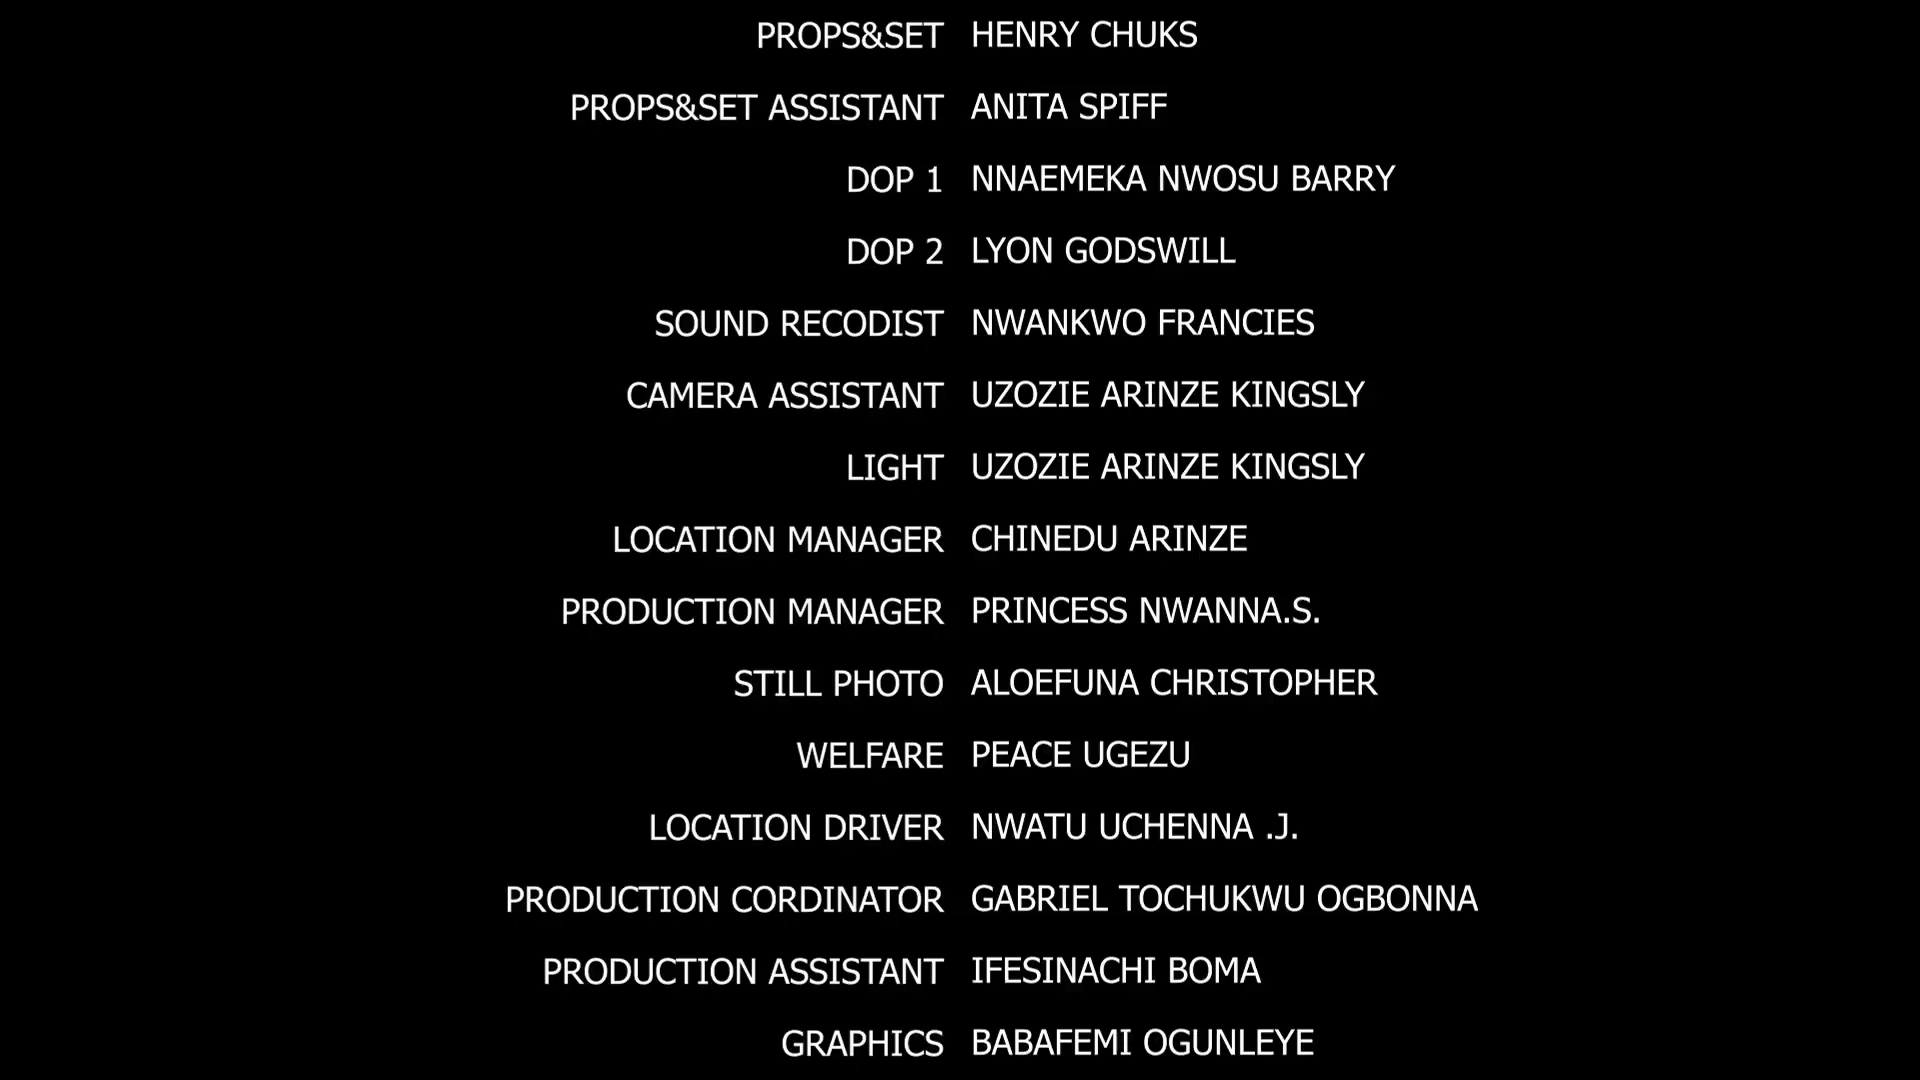 PROPS&SET HENRY CHUKS
PROPS&SET ASSISTANT ANITA SPIFF
DOP 1 NNAEMEKA NWOSU BARRY
DOP 2 LYON GODSWILL
SOUND RECODIST NWANKWO FRANCIES
CAMERA ASSISTANT UZOZIE ARINZE KINGSLY
LIGHT UZOZIE ARINZE KINGSLY
LOCATION MANAGER CHINEDU ARINZE
PRODUCTION MANAGER PRINCESS NWANNA.S.
STILL PHOTO ALOEFUNA CHRISTOPHER
WELFARE PEACE UGEZU
LOCATION DRIVER NWATU UCHENNA .J.
PRODUCTION CORDINATOR GABRIEL TOCHUKWU OGBONNA
PRODUCTION ASSISTANT IFESINACHI BOMA
GRAPHICS BABAFEMI OGUNLEYE